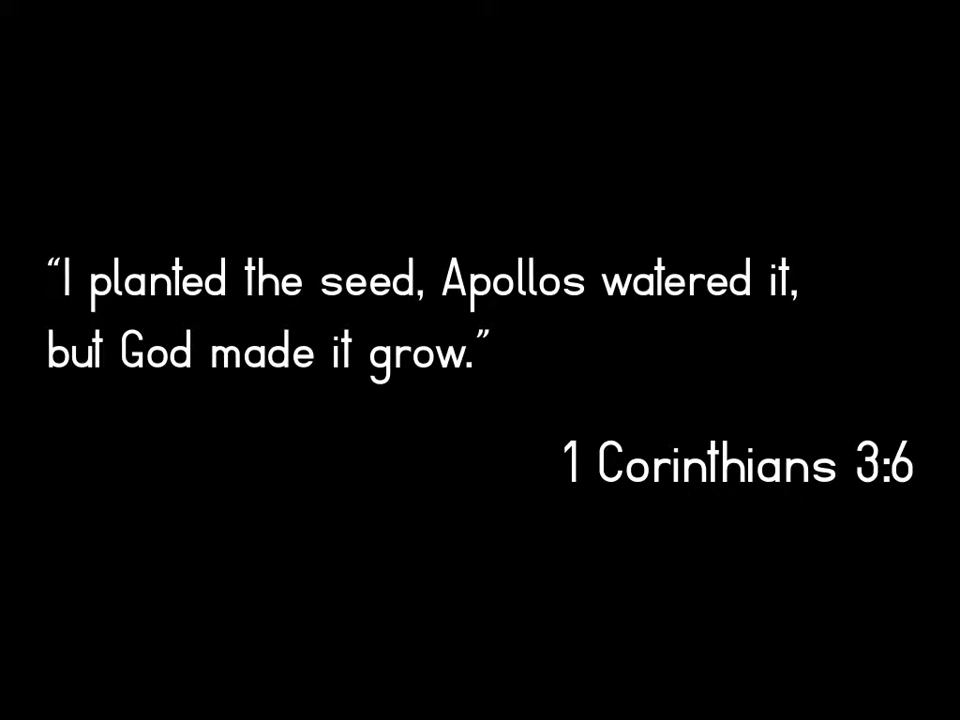 “I planted the seed, Apollos watered it,
but God made it grow.”
1 Corinthians 3:6